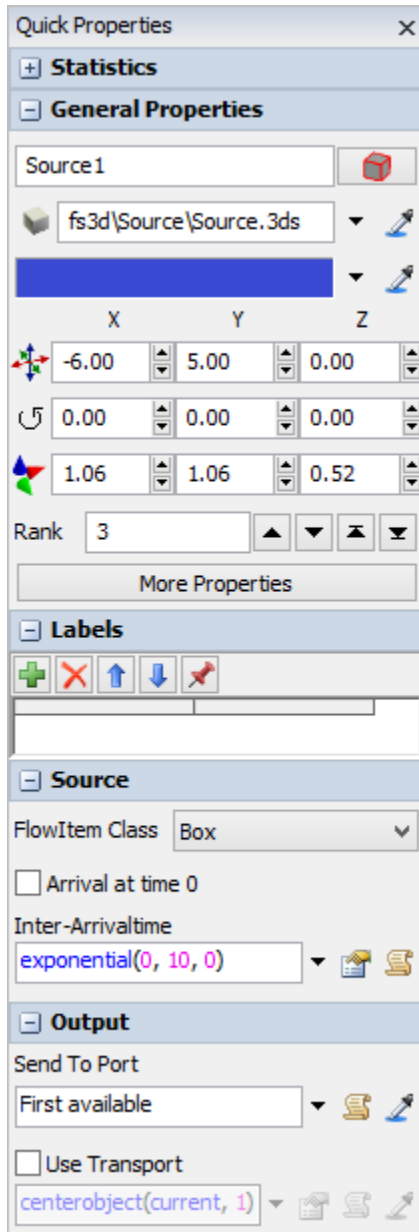 Quick Properties
Statistics
General Properties
Source1
fs3d\Source\Source.3ds
X Y Z
-6.00 5.00 0.00
0.00 0.00 0.00
1.06 1.06 0.52
Rank 3
More Properties
Labels
Source
FlowItem Class Box
Arrival at time 0
Inter-Arrivaltime
exponential(0, 10, 0)
Output
Send To Port
First available
Use Transport
centerobject(current, 1)